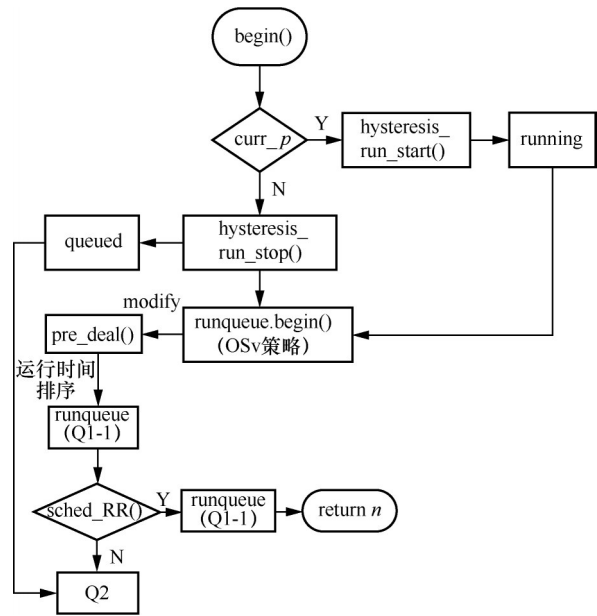 begin()
curr_p
Y
hysteresis_
run_start()
running
N
queued
hysteresis_
run_stop()
modify
pre_deal()
runqueue.begin()
（OSv策略）
运行时间
排序
runqueue
（Q1-1）
sched_RR()
Y
runqueue
（Q1-1）
return n
N
Q2